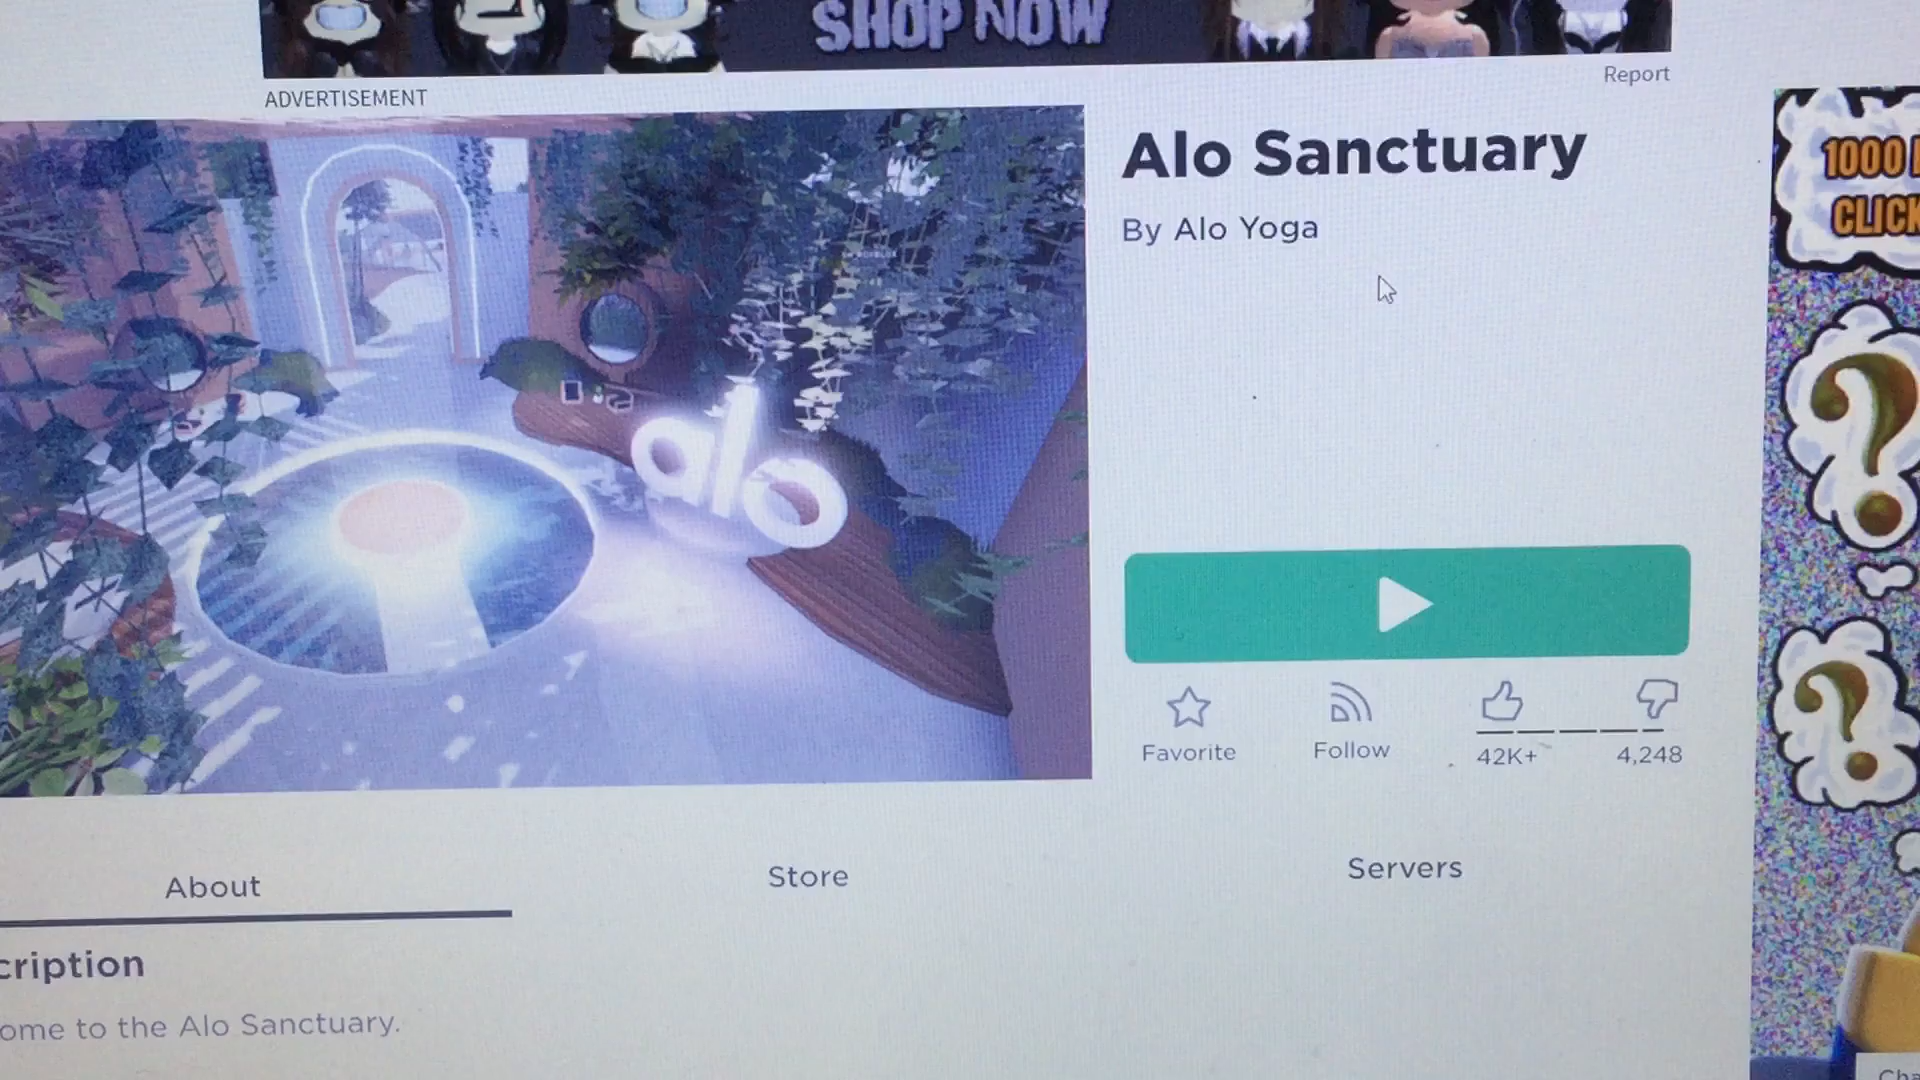 SHOP NOW
ADVERTISEMENT
Report
Alo Sanctuary
By Alo Yoga
alo
1000
CLICK
?
?
Favorite
Follow
42K+
4,248
About
Store
Servers
cription
ome to the Alo Sanctuary.
Cha